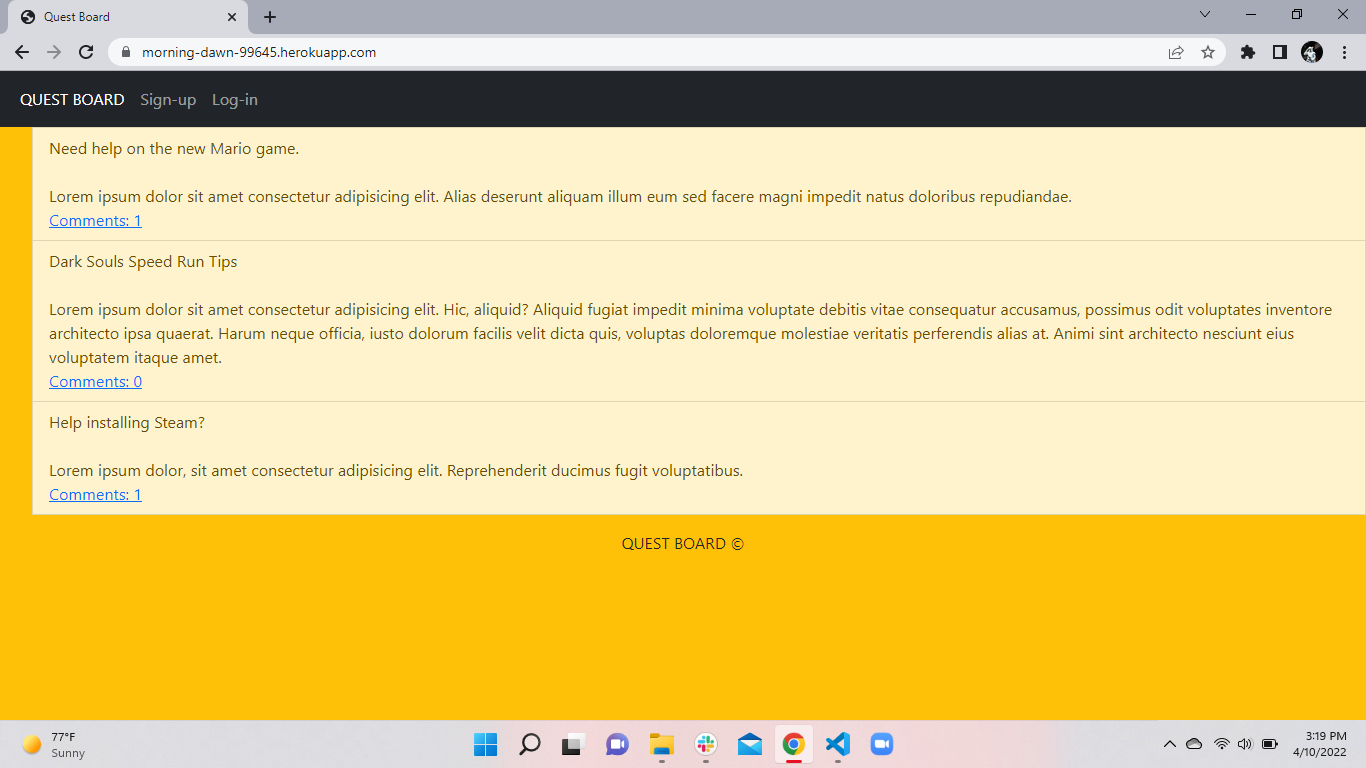 Quest Board
morning-dawn-99645.herokuapp.com
QUEST BOARD Sign-up Log-in
Need help on the new Mario game.
Lorem ipsum dolor sit amet consectetur adipisicing elit. Alias deserunt aliquam illum eum sed facere magni impedit natus doloribus repudiandae.
Comments: 1
Dark Souls Speed Run Tips
Lorem ipsum dolor sit amet consectetur adipisicing elit. Hic, aliquid? Aliquid fugiat impedit minima voluptate debitis vitae consequatur accusamus, possimus odit voluptates inventore
architecto ipsa quaerat. Harum neque officia, iusto dolorum facilis velit dicta quis, voluptas doloremque molestiae veritatis perferendis alias at. Animi sint architecto nesciunt eius
voluptatem itaque amet.
Comments: 0
Help installing Steam?
Lorem ipsum dolor, sit amet consectetur adipisicing elit. Reprehenderit ducimus fugit voluptatibus.
Comments: 1
QUEST BOARD ©
77°F
Sunny
3:19 PM
4/10/2022